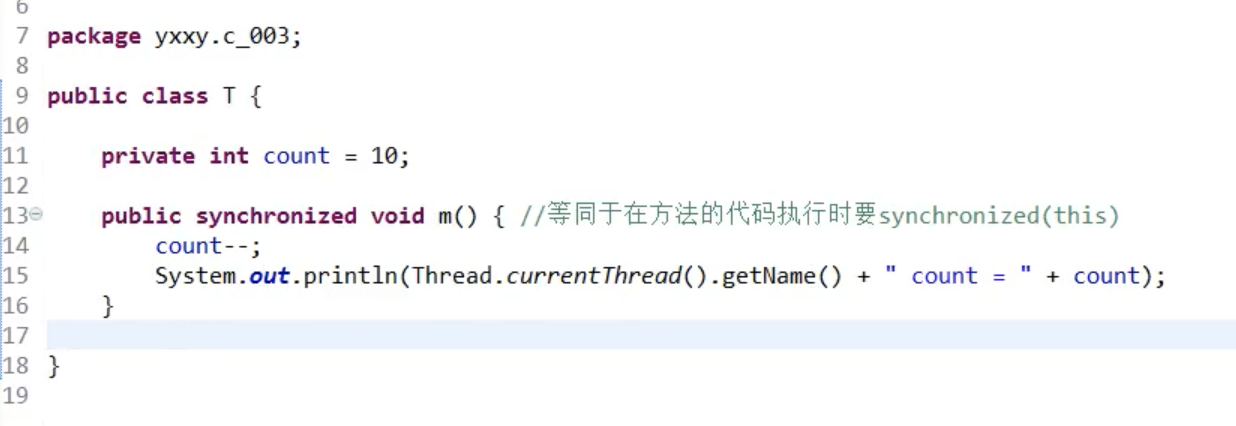 6
7 package yxxy.c_003;
8
9 public class T {
10
11     private int count = 10;
12
13     public synchronized void m() { //等同于在方法的代码执行时要synchronized(this)
14         count--;
15         System.out.println(Thread.currentThread().getName() + " count = " + count);
16     }
17
18 }
19